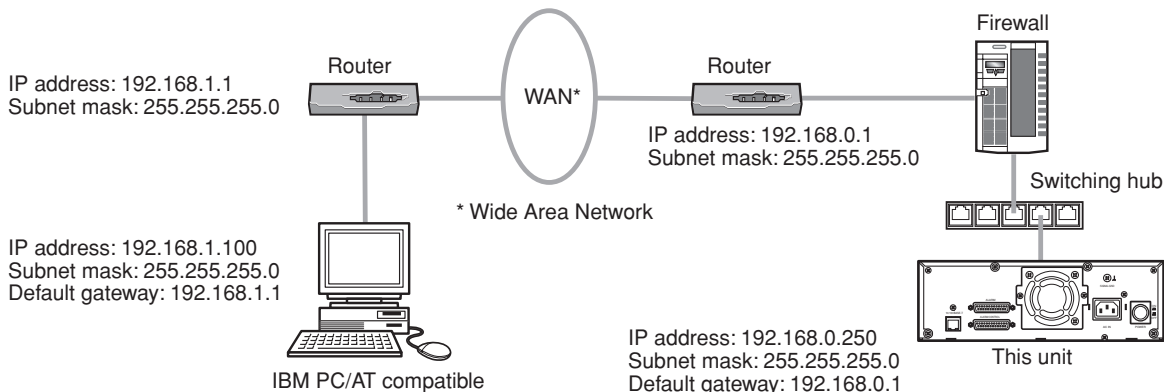 Firewall
Router
Router
IP address: 192.168.1.1
Subnet mask: 255.255.255.0
WAN*
IP address: 192.168.0.1
Subnet mask: 255.255.255.0
Switching hub
* Wide Area Network
IP address: 192.168.1.100
Subnet mask: 255.255.255.0
Default gateway: 192.168.1.1
IBM PC/AT compatible
IP address: 192.168.0.250
Subnet mask: 255.255.255.0
Default gateway: 192.168.0.1
This unit